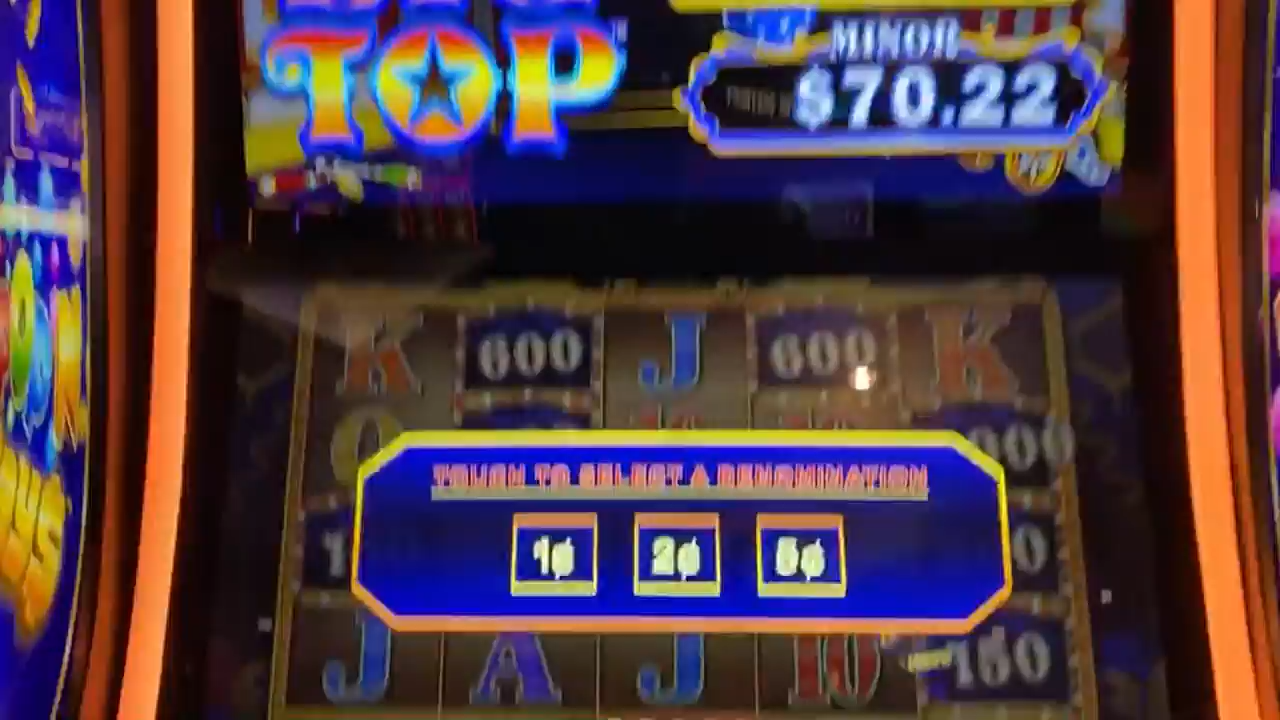 TOP
MINOR
$70.22
K 600 J 600 K
TOUCH TO SELECT A DENOMINATION
1¢ 2¢ 5¢
J A J 10 150